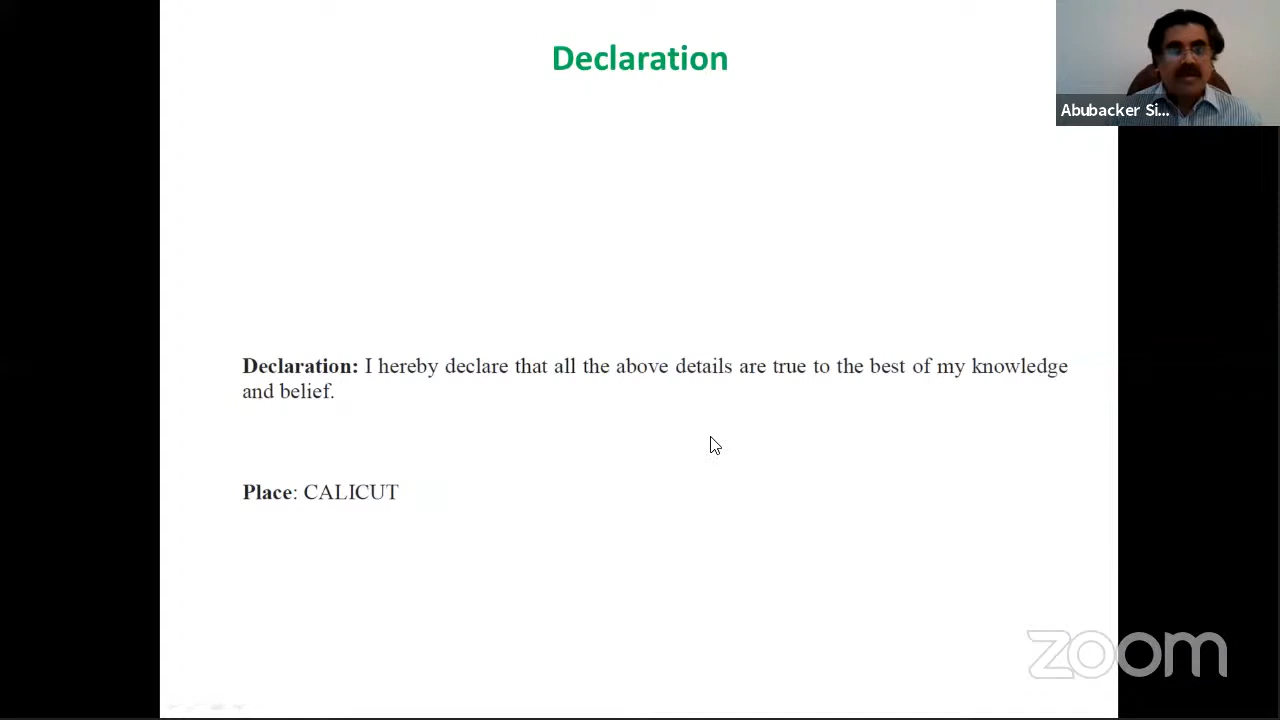 Declaration
Abubacker Si...
Declaration: I hereby declare that all the above details are true to the best of my knowledge
and belief.
Place: CALICUT
zoom